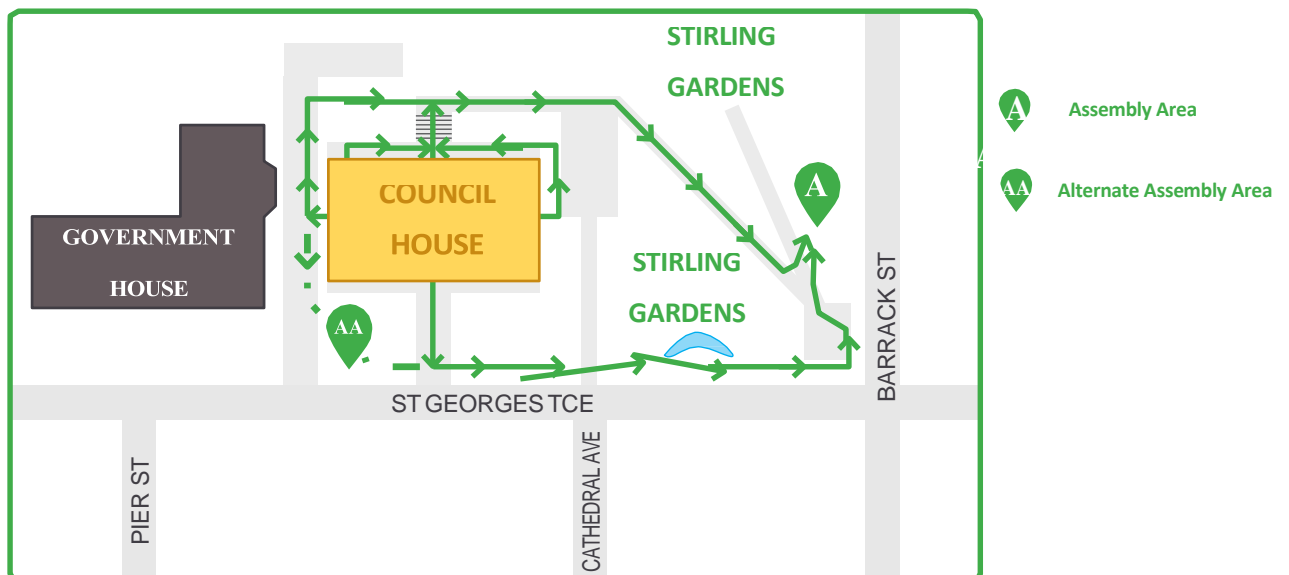 STIRLING
GARDENS
A
Assembly Area
A
AA
Alternate Assembly Area
A
COUNCIL
HOUSE
GOVERNMENT
HOUSE
STIRLING
GARDENS
AA
BARRACK ST
ST GEORGES TCE
PIER ST
CATHEDRAL AVE